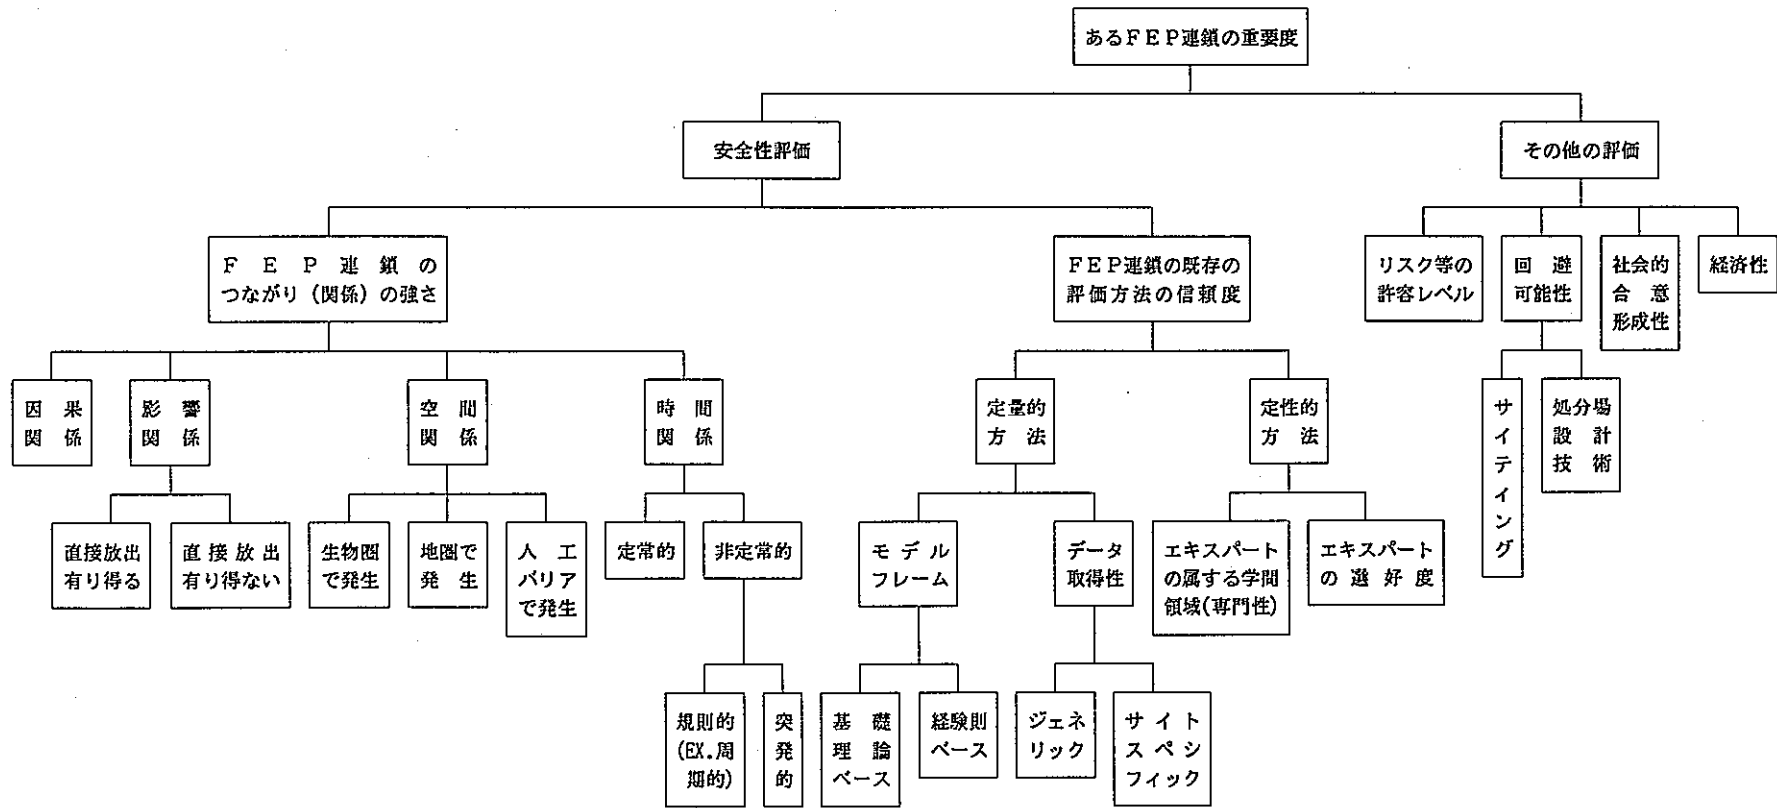 あるＦＥＰ連鎖の重要度
安全性評価
その他の評価
ＦＥＰ連鎖の
つながり（関係）の強さ
ＦＥＰ連鎖の既存の
評価方法の信頼度
リスク等の
許容レベル
回避
可能性
社会的
合意
形成性
経済性
因果
関係
影響
関係
空間
関係
時間
関係
定量的
方法
定性的
方法
サイティング
処分場
設計
技術
直接放出
有り得る
直接放出
有り得ない
生物圏
で発生
地圏で
発生
人工
バリア
で発生
定常的
非定常的
モデル
フレーム
データ
取得性
エキスパート
の属する学問
領域(専門性)
エキスパート
の選好度
規則的
(EX.周
期的)
突発的
基礎
理論
ベース
経験則
ベース
ジェネ
リック
サイト
スペシ
フィック